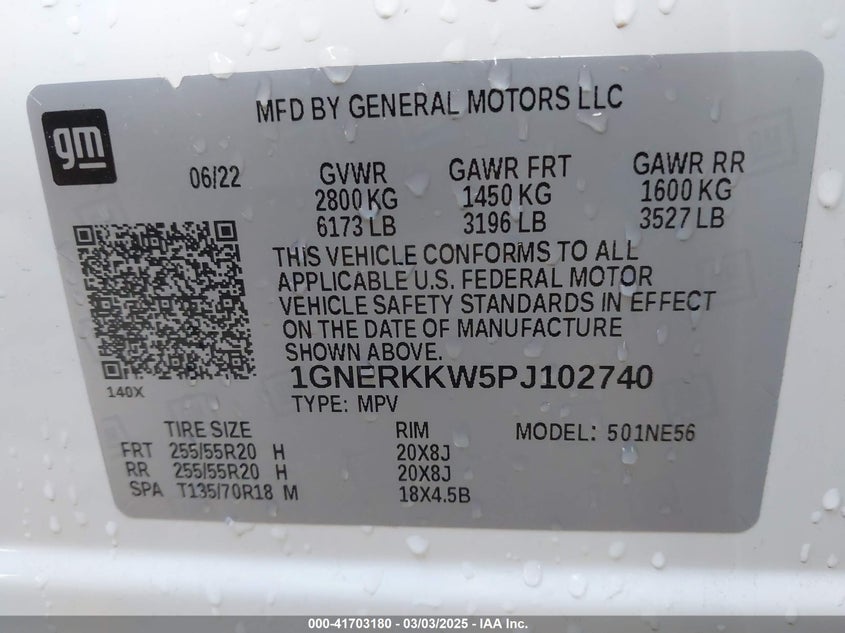 MFD BY GENERAL MOTORS LLC
gm
06/22 GVWR GAWR FRT GAWR RR
2800 KG 1450 KG 1600 KG
6173 LB 3196 LB 3527 LB
THIS VEHICLE CONFORMS TO ALL
APPLICABLE U.S. FEDERAL MOTOR
VEHICLE SAFETY STANDARDS IN EFFECT
ON THE DATE OF MANUFACTURE
SHOWN ABOVE.
140X
1GNERKKW5PJ102740
TYPE: MPV
TIRE SIZE RIM MODEL: 501NE56
FRT 255/55R20 H 20X8J
RR 255/55R20 H 20X8J
SPA T135/70R18 M 18X4.5B
000-41703180 - 03/03/2025 - IAA Inc.